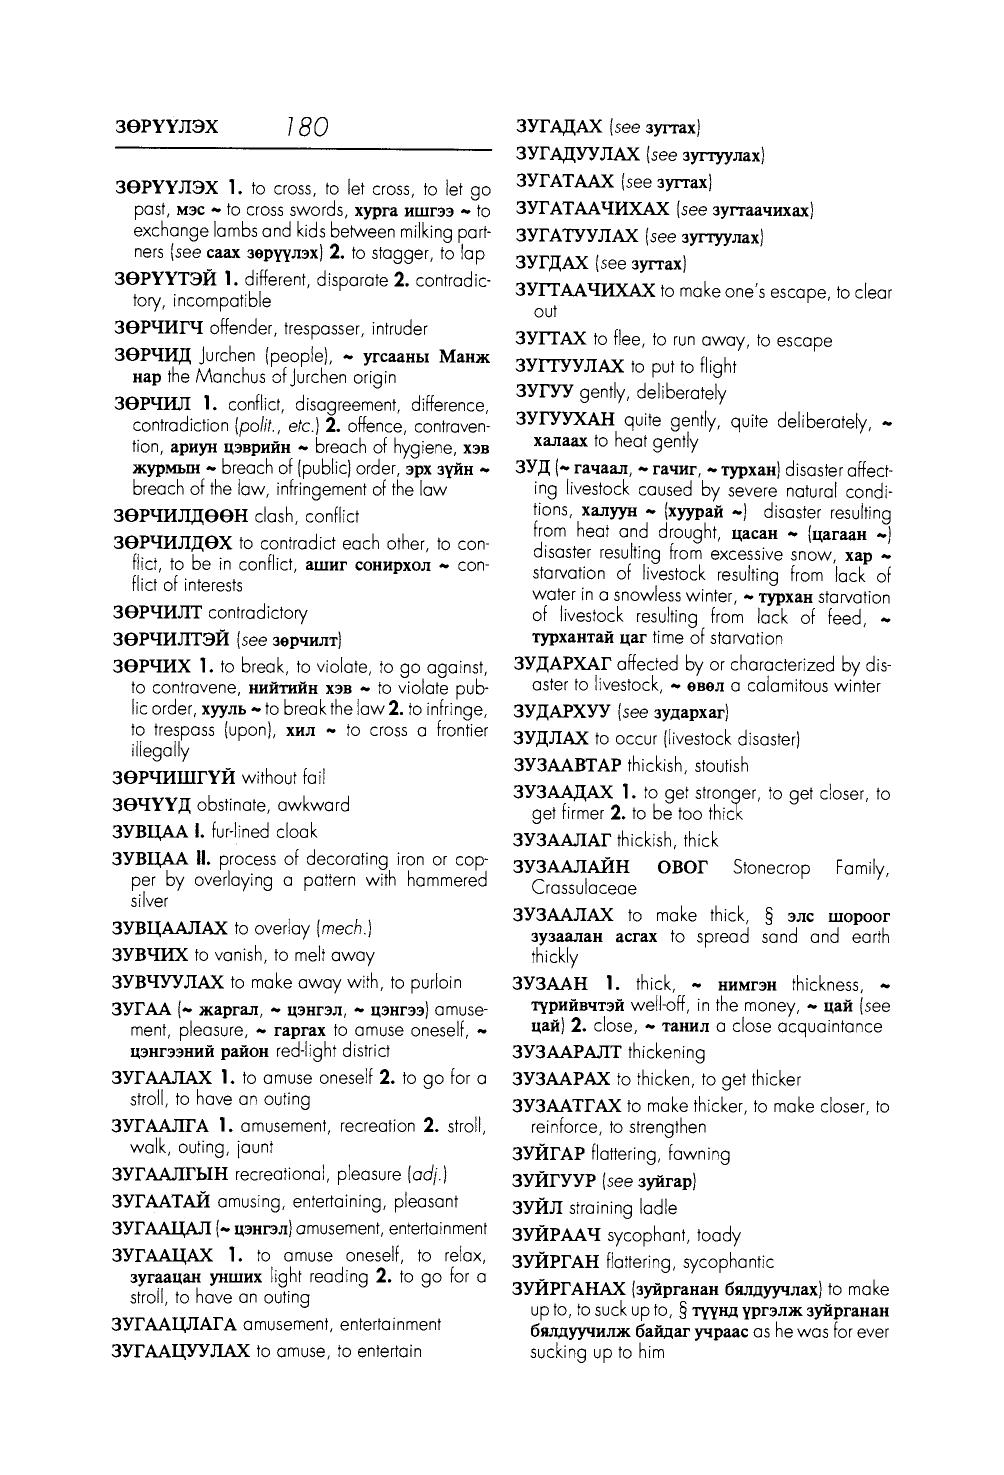 ЗӨРҮҮЛЭХ 180
ЗӨРҮҮЛЭХ 1. to cross, to let cross, to let go
past, мэс ~ to cross swords, хурга ишгээ ~ to
exchange lambs and kids between milking part-
ners (see саах зөрүүлэх) 2. to stagger, to lap
ЗӨРҮҮТЭЙ 1. different, disparate 2. contradic-
tory, incompatible
ЗӨРЧИГЧ offender, trespasser, intruder
ЗӨРЧИД Jurchen (people), ~ угсааны Манж
нар the Manchus of Jurchen origin
ЗӨРЧИЛ 1. conflict, disagreement, difference,
contradiction (polit., etc.) 2. offence, contraven-
tion, ариун цэврийн ~ breach of hygiene, хэв
журмын ~ breach of (public) order, эрх зүйн ~
breach of the law, infringement of the law
ЗӨРЧИЛДӨӨН clash, conflict
ЗӨРЧИЛДӨХ to contradict each other, to con-
flict, to be in conflict, ашиг сонирхол ~ con-
flict of interests
ЗӨРЧИЛТ contradictory
ЗӨРЧИЛТЭЙ (see зөрчилт)
ЗӨРЧИХ 1. to break, to violate, to go against,
to contravene, нийтийн хэв ~ to violate pub-
lic order, хууль ~ to break the law 2. to infringe,
to trespass (upon), хил ~ to cross a frontier
illegally
ЗӨРЧИШГҮЙ without fail
ЗӨЧҮҮД obstinate, awkward
ЗУВЦАА I. fur-lined cloak
ЗУВЦАА II. process of decorating iron or cop-
per by overlaying a pattern with hammered
silver
ЗУВЦААЛАХ to overlay (mech.)
ЗУВЧИХ to vanish, to melt away
ЗУВЧУУЛАХ to make away with, to purloin
ЗУГАА (~ жаргал, ~ цэнгэл, ~ цэнгээ) amuse-
ment, pleasure, ~ гаргах to amuse oneself, ~
цэнгээний район red-light district
ЗУГААЛАХ 1. to amuse oneself 2. to go for a
stroll, to have an outing
ЗУГААЛГА 1. amusement, recreation 2. stroll,
walk, outing, jaunt
ЗУГААЛГЫН recreational, pleasure (adj.)
ЗУГААТАЙ amusing, entertaining, pleasant
ЗУГААЦАЛ (~ цэнгэл) amusement, entertainment
ЗУГААЦАХ 1. to amuse oneself, to relax,
зугаацан унших light reading 2. to go for a
stroll, to have an outing
ЗУГААЦЛАГА amusement, entertainment
ЗУГААЦУУЛАХ to amuse, to entertain
ЗУГАДАХ (see зугтах)
ЗУГАДУУЛАХ (see зугтуулах)
ЗУГАТААХ (see зугтах)
ЗУГАТААЧИХАХ (see зугтаачихах)
ЗУГАТУУЛАХ (see зугтуулах)
ЗУГДАХ (see зугтах)
ЗУГТААЧИХАХ to make one's escape, to clear
out
ЗУГТАХ to flee, to run away, to escape
ЗУГТУУЛАХ to put to flight
ЗУГУУ gently, deliberately
ЗУГУУХАН quite gently, quite deliberately, ~
халаах to heat gently
ЗУД (~ гачаал, ~ гачиг, ~ турхан) disaster affect-
ing livestock caused by severe natural condi-
tions, халуун ~ (хуурай ~) disaster resulting
from heat and drought, цасан ~ (цагаан ~)
disaster resulting from excessive snow, хар ~
starvation of livestock resulting from lack of
water in a snowless winter, ~ турхан starvation
of livestock resulting from lack of feed, ~
турхантай цаг time of starvation
ЗУДАРХАГ affected by or characterized by dis-
aster to livestock, ~ өвөл a calamitous winter
ЗУДАРХУУ (see зудархаг)
ЗУДЛАХ to occur (livestock disaster)
ЗУЗААВТАР thickish, stoutish
ЗУЗААДАХ 1. to get stronger, to get closer, to
get firmer 2. to be too thick
ЗУЗААЛАГ thickish, thick
ЗУЗААЛАЙН ОВОГ Stonecrop Family,
Crassulaceae
ЗУЗААЛАХ to make thick, § элс шороог
зузаалан асгах to spread sand and earth
thickly
ЗУЗААН 1. thick, ~ нимгэн thickness, ~
түрийвчтэй well-off, in the money, ~ цай (see
цай) 2. close, ~ танил a close acquaintance
ЗУЗААРАЛТ thickening
ЗУЗААРАХ to thicken, to get thicker
ЗУЗААТГАХ to make thicker, to make closer, to
reinforce, to strengthen
ЗУЙГАР flattering, fawning
ЗУЙГУУР (see зуйгар)
ЗУЙЛ straining ladle
ЗУЙРААЧ sycophant, toady
ЗУЙРГАН flattering, sycophantic
ЗУЙРГАНАХ (зуйрганан бялдуучлах) to make
up to, to suck up to, § түүнд үргэлж зуйрганан
бялдуучилж байдаг учраас as he was for ever
sucking up to him